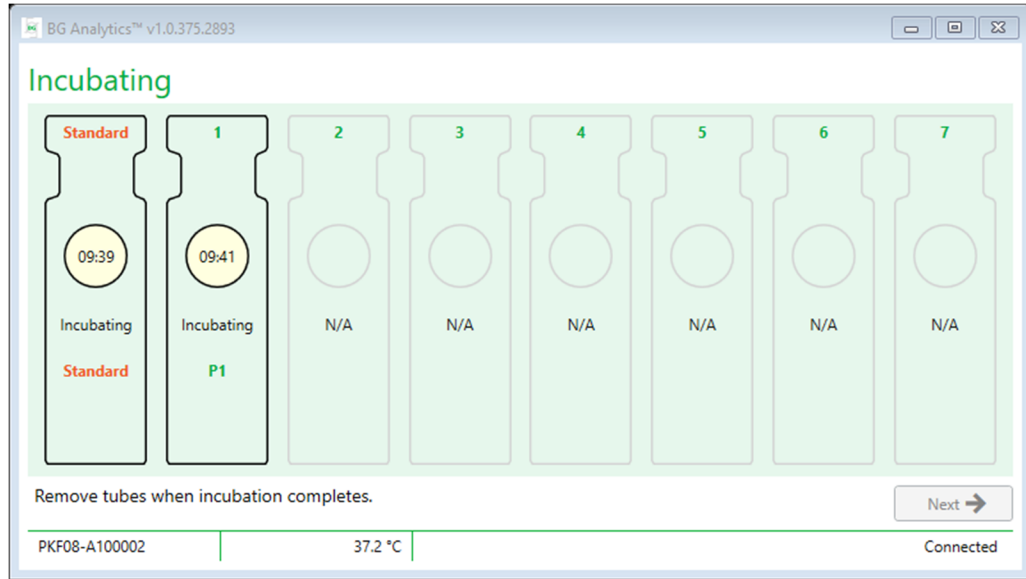 BG Analytics™ v1.0.375.2893
Incubating
Standard 1 2 3 4 5 6 7
09:39 09:41
Incubating Incubating N/A N/A N/A N/A N/A N/A
Standard P1
Remove tubes when incubation completes.
Next
PKF08-A100002 37.2 °C Connected